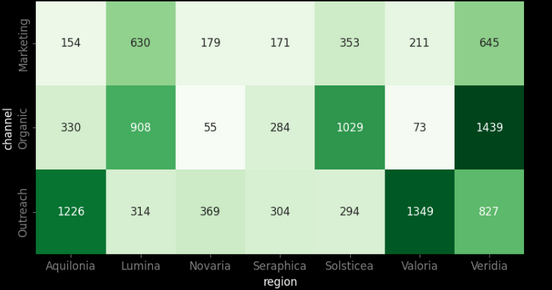 Marketing 154 630 179 171 353 211 645
channel
Organic 330 908 55 284 1029 73 1439
Outreach 1226 314 369 304 294 1349 827
Aquilonia Lumina Novaria Seraphica Solsticea Valoria Veridia
region